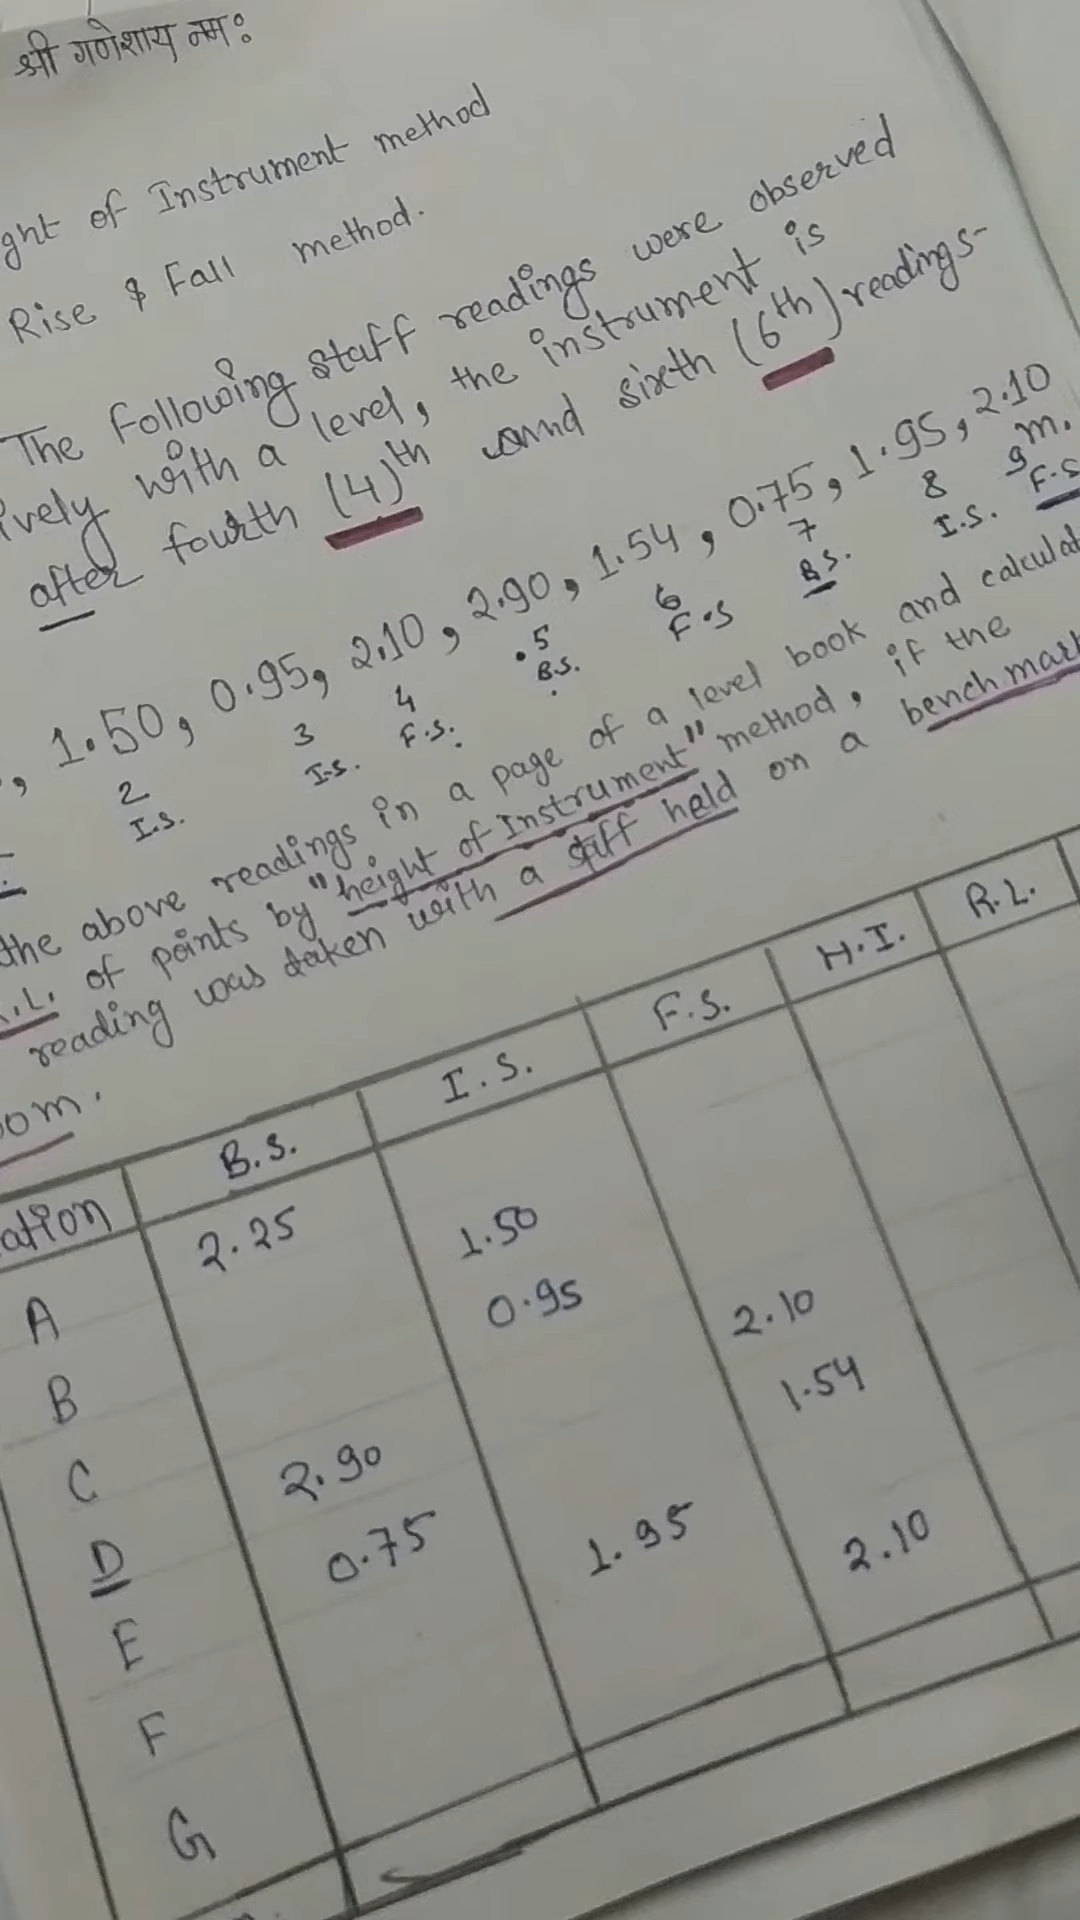 श्री गणेशाय नमः
ght of Instrument method
Rise & Fall method.
The following staff readings were observed
ively with a level, the instrument is
after fourth (4)th and sixth (6th) readings-
, 1.50, 0.95, 2.10, 2.90, 1.54, 0.75, 1.95, 2.10 m.
2 3 4 5 6 7 8 9
I.S. I.S. F.S. B.S. F.S B.S. I.S. F.S
the above readings in a page of a level book and calculat
.L. of points by "height of Instrument" method, if the
reading was taken with a staff held on a benchmark
om.
ation B.S. I.S. F.S. H.I. R.L.
A 2.25
B 1.50
C 0.95
D 2.90 2.10
E 0.75 1.54
F 1.95
G 2.10